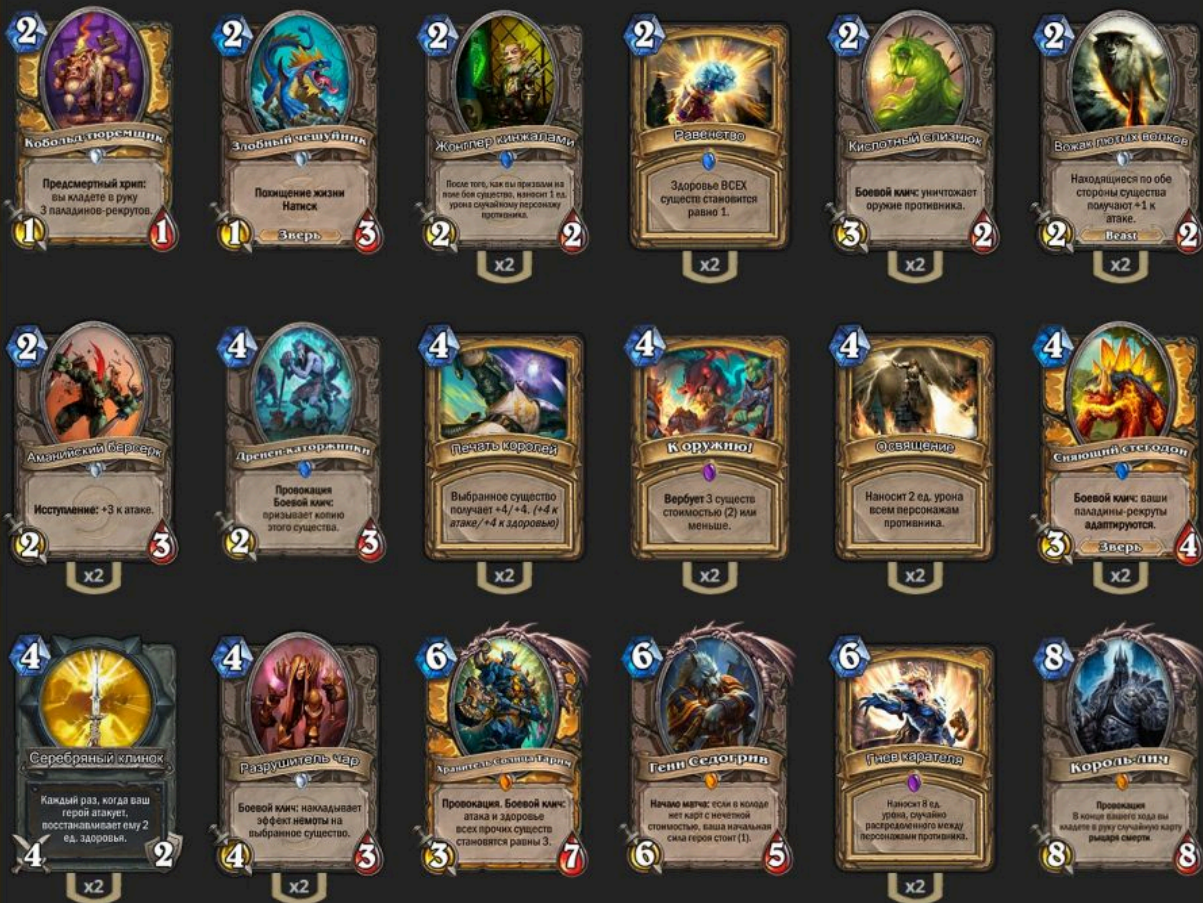 2
Кобольд-тюремщик
Предсмертный хрип:
вы кладете в руку
3 паладинов-рекрутов.
1
1
2
Злобный чешуйник
Похищение жизни
Натиск
1
Зверь
3
2
Жонглер кинжалами
После того, как вы призвали на
поле боя существо, наносит 1 ед.
урона случайному персонажу
противника.
2
2
x2
2
Равенство
Здоровье ВСЕХ
существ становится
равно 1.
x2
2
Кислотный слизнюк
Боевой клич: уничтожает
оружие противника.
3
2
x2
2
Вожак лютых волков
Находящиеся по обе
стороны существа
получают +1 к
атаке.
2
Beast
2
x2
2
Аманийский берсерк
Исступление: +3 к атаке.
2
3
x2
4
Дренеи-каторжники
Провокация
Боевой клич:
призывает копию
этого существа.
2
3
4
Печать королей
Выбранное существо
получает +4/+4. (+4 к
атаке/+4 к здоровью)
x2
4
К оружию!
Вербует 3 существ
стоимостью (2) или
меньше.
x2
4
Освящение
Наносит 2 ед. урона
всем персонажам
противника.
x2
4
Сияющий стегодон
Боевой клич: ваши
паладины-рекруты
адаптируются.
3
Зверь
4
x2
4
Серебряный клинок
Каждый раз, когда ваш
герой атакует,
восстанавливает ему 2
ед. здоровья.
4
2
x2
4
Разрушитель чар
Боевой клич: накладывает
эффект немоты на
выбранное существо.
4
3
x2
6
Хранитель Солнца Тарим
Провокация. Боевой клич:
атака и здоровье
всех прочих существ
становятся равны 3.
3
7
6
Генн Седогрив
Начало матча: если в колоде
нет карт с нечетной
стоимостью, ваша начальная
сила героя стоит (1).
6
5
6
Гнев карателя
Наносит 8 ед.
урона, случайно
распределенного между
персонажами противника.
x2
8
Король-лич
Провокация
В конце вашего хода вы
кладете в руку случайную карту
рыцаря смерти.
8
8